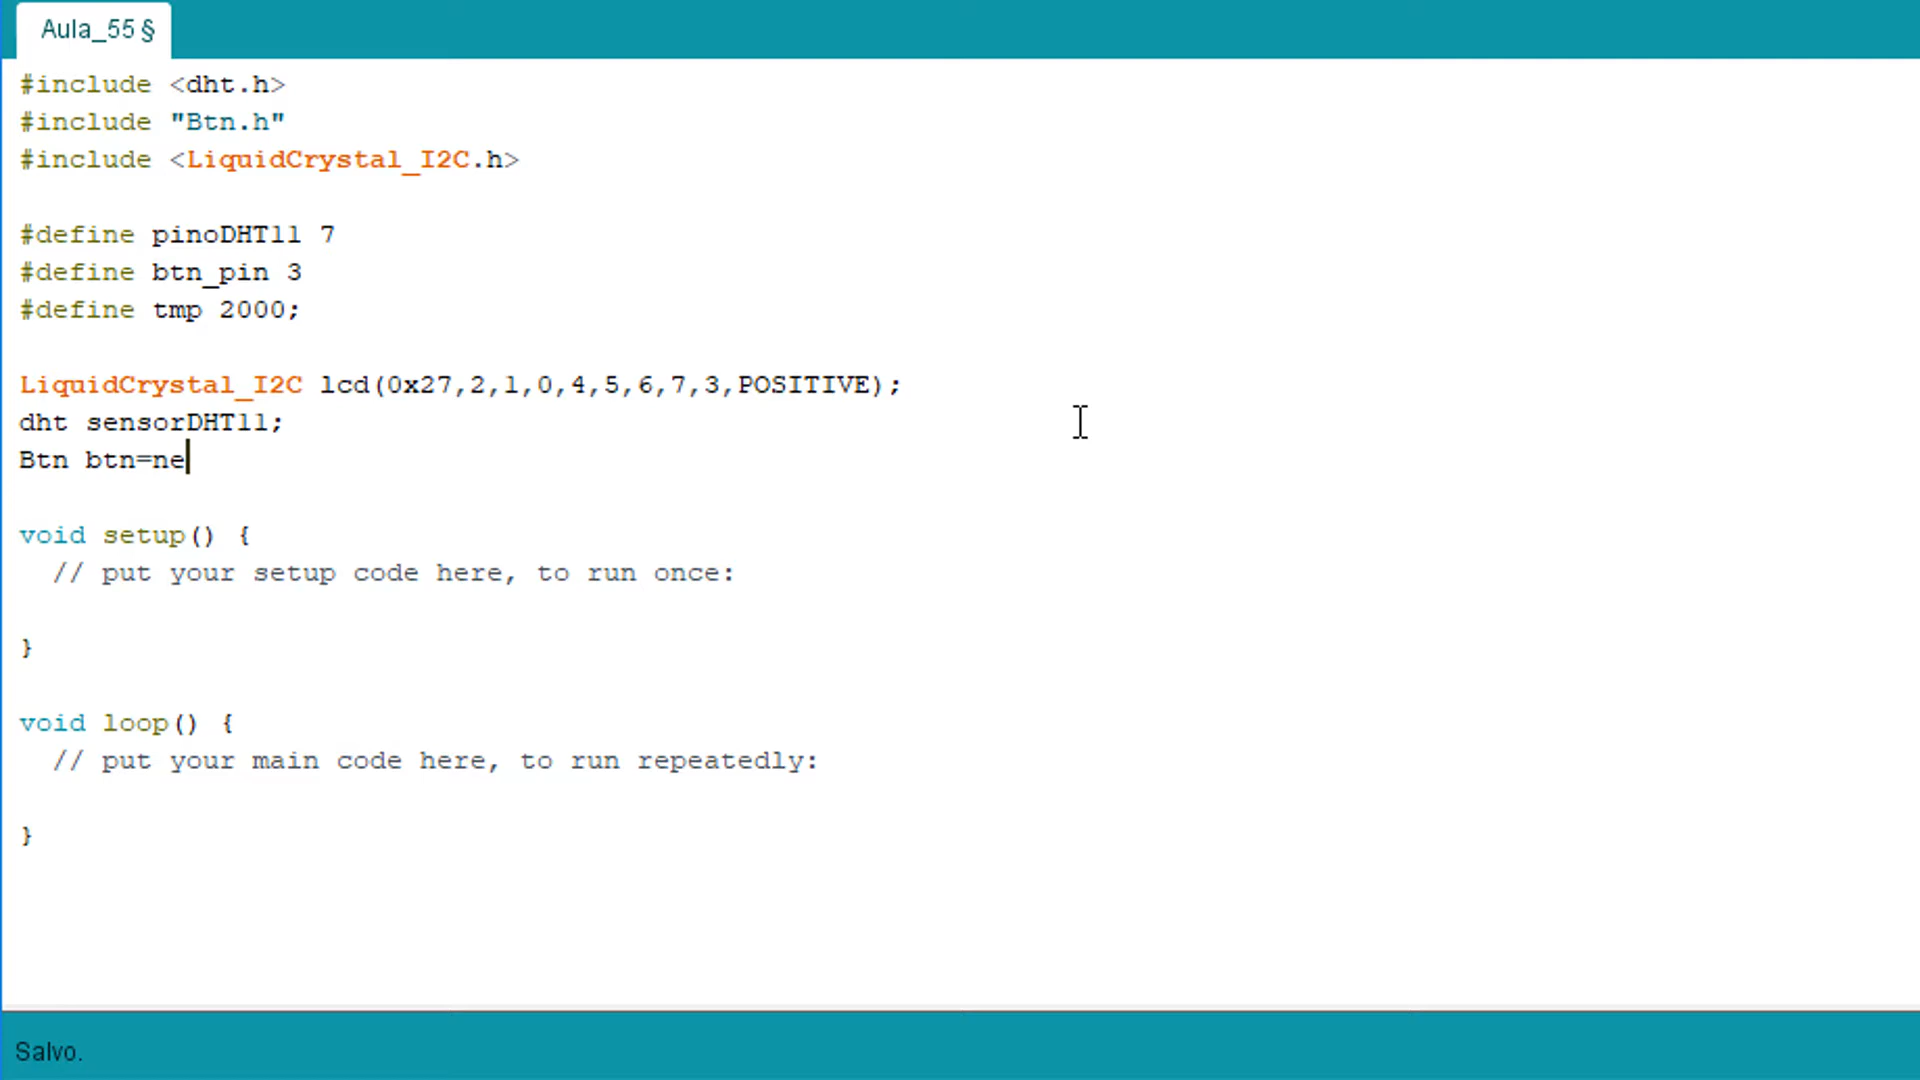 Aula_55 §
#include <dht.h>
#include "Btn.h"
#include <LiquidCrystal_I2C.h>
#define pinoDHT11 7
#define btn_pin 3
#define tmp 2000;
LiquidCrystal_I2C lcd(0x27,2,1,0,4,5,6,7,3,POSITIVE);
dht sensorDHT11;
Btn btn=ne
void setup() {
  // put your setup code here, to run once:
}
void loop() {
  // put your main code here, to run repeatedly:
}
Salvo.